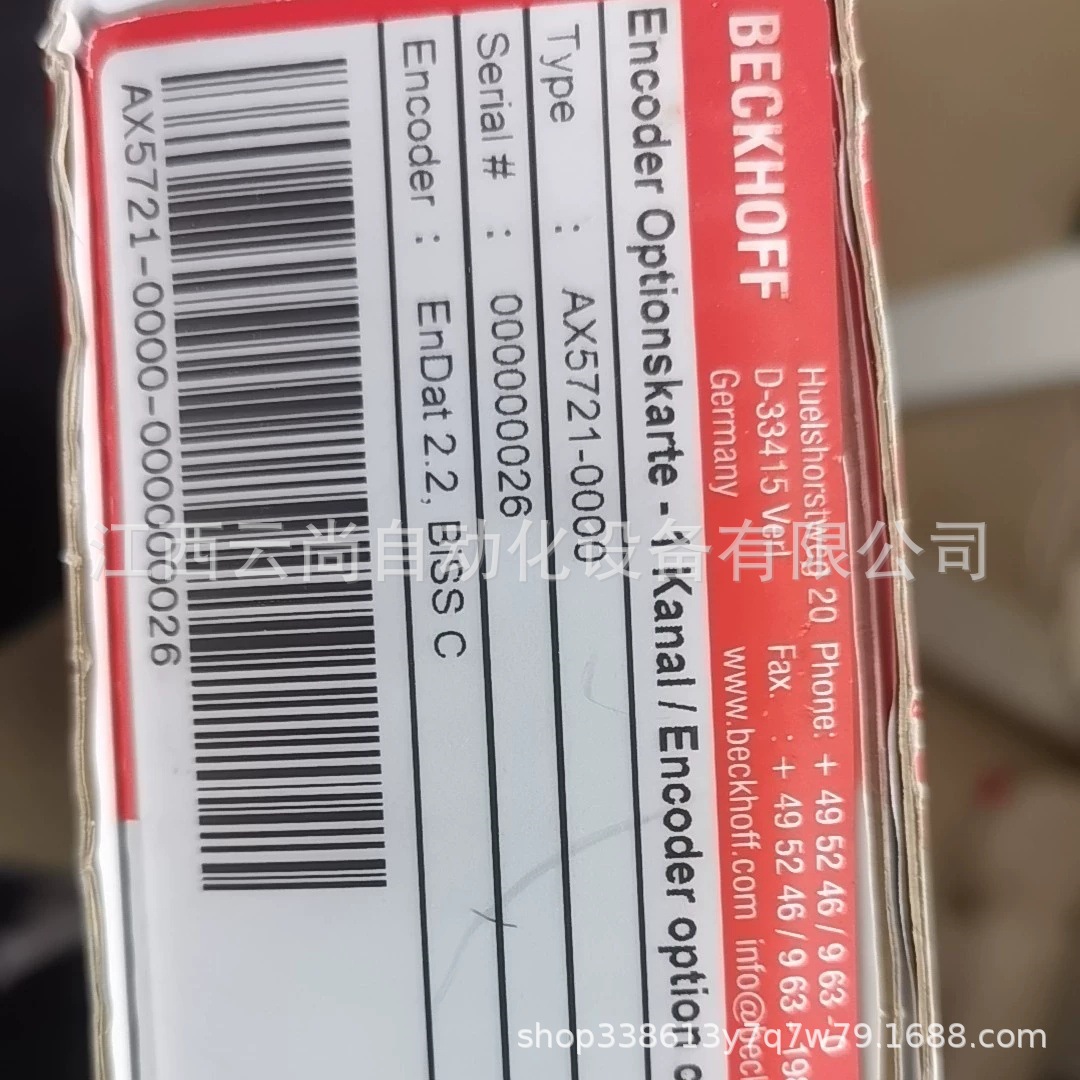 BECKHOFF
Huelshorstweg 20 Phone: + 49 52 46 / 9 63 -
D-33415 Verl Fax. : + 49 52 46 / 9 63
Germany www.beckhoff.com
Encoder Optionskarte - 1 Kanal / Encoder option
Type : AX5721-0000
Serial # : 000000026
Encoder : EnDat 2.2, BiSS C
AX5721-0000-000000026
江西云尚自动化设备有限公司
shop338613y7q7w79.1688.com